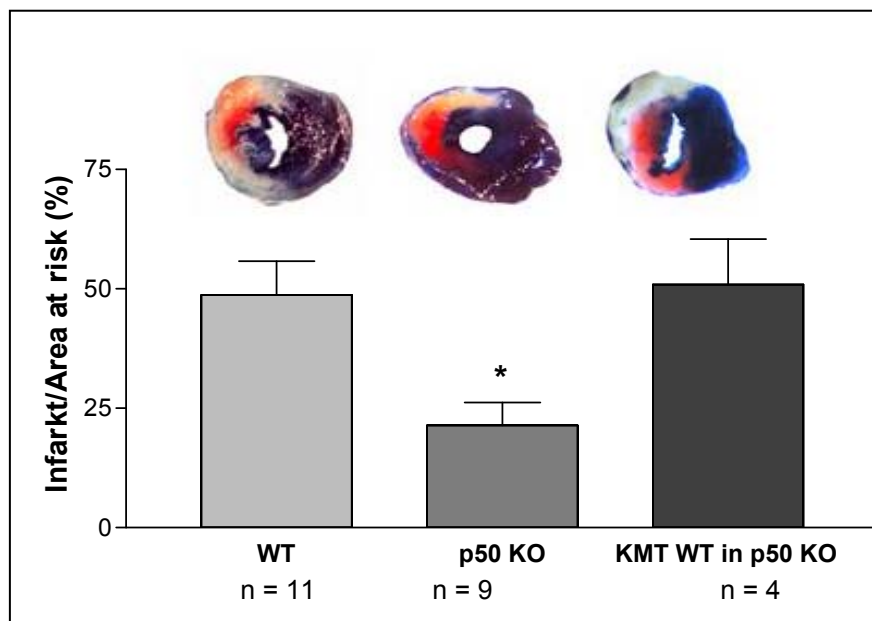 Infarkt/Area at risk (%)
75
50
25
0
*
WT
p50 KO
KMT WT in p50 KO
n = 11
n = 9
n = 4